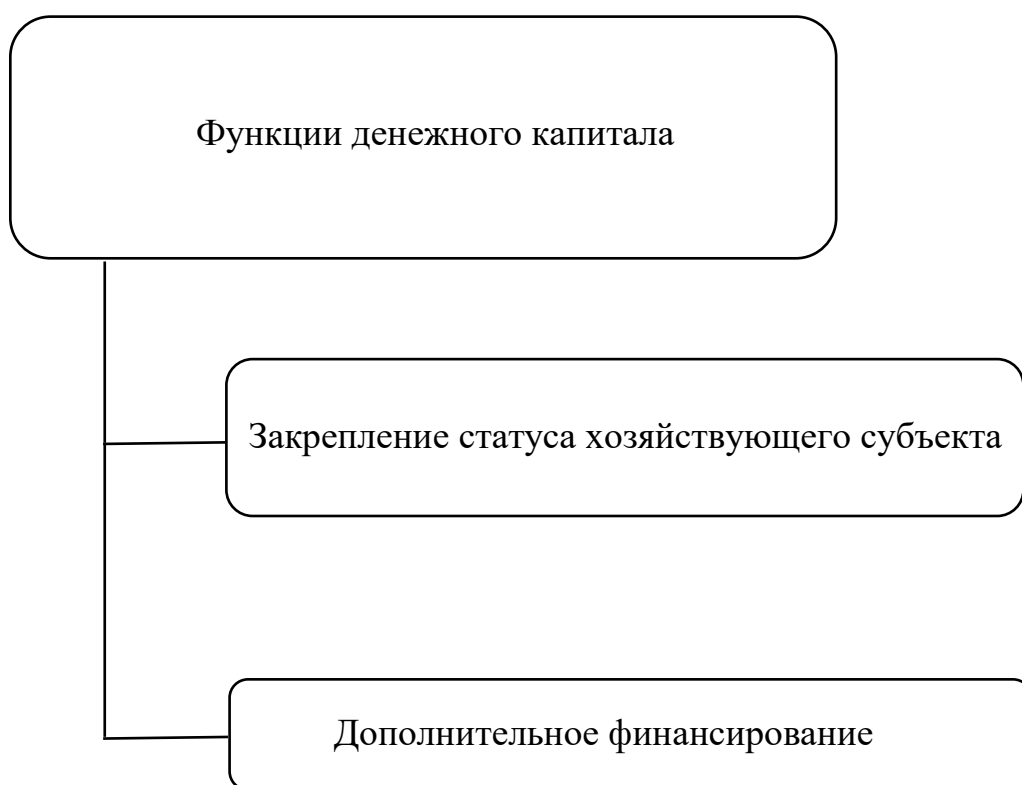 Функции денежного капитала
Закрепление статуса хозяйствующего субъекта
Дополнительное финансирование